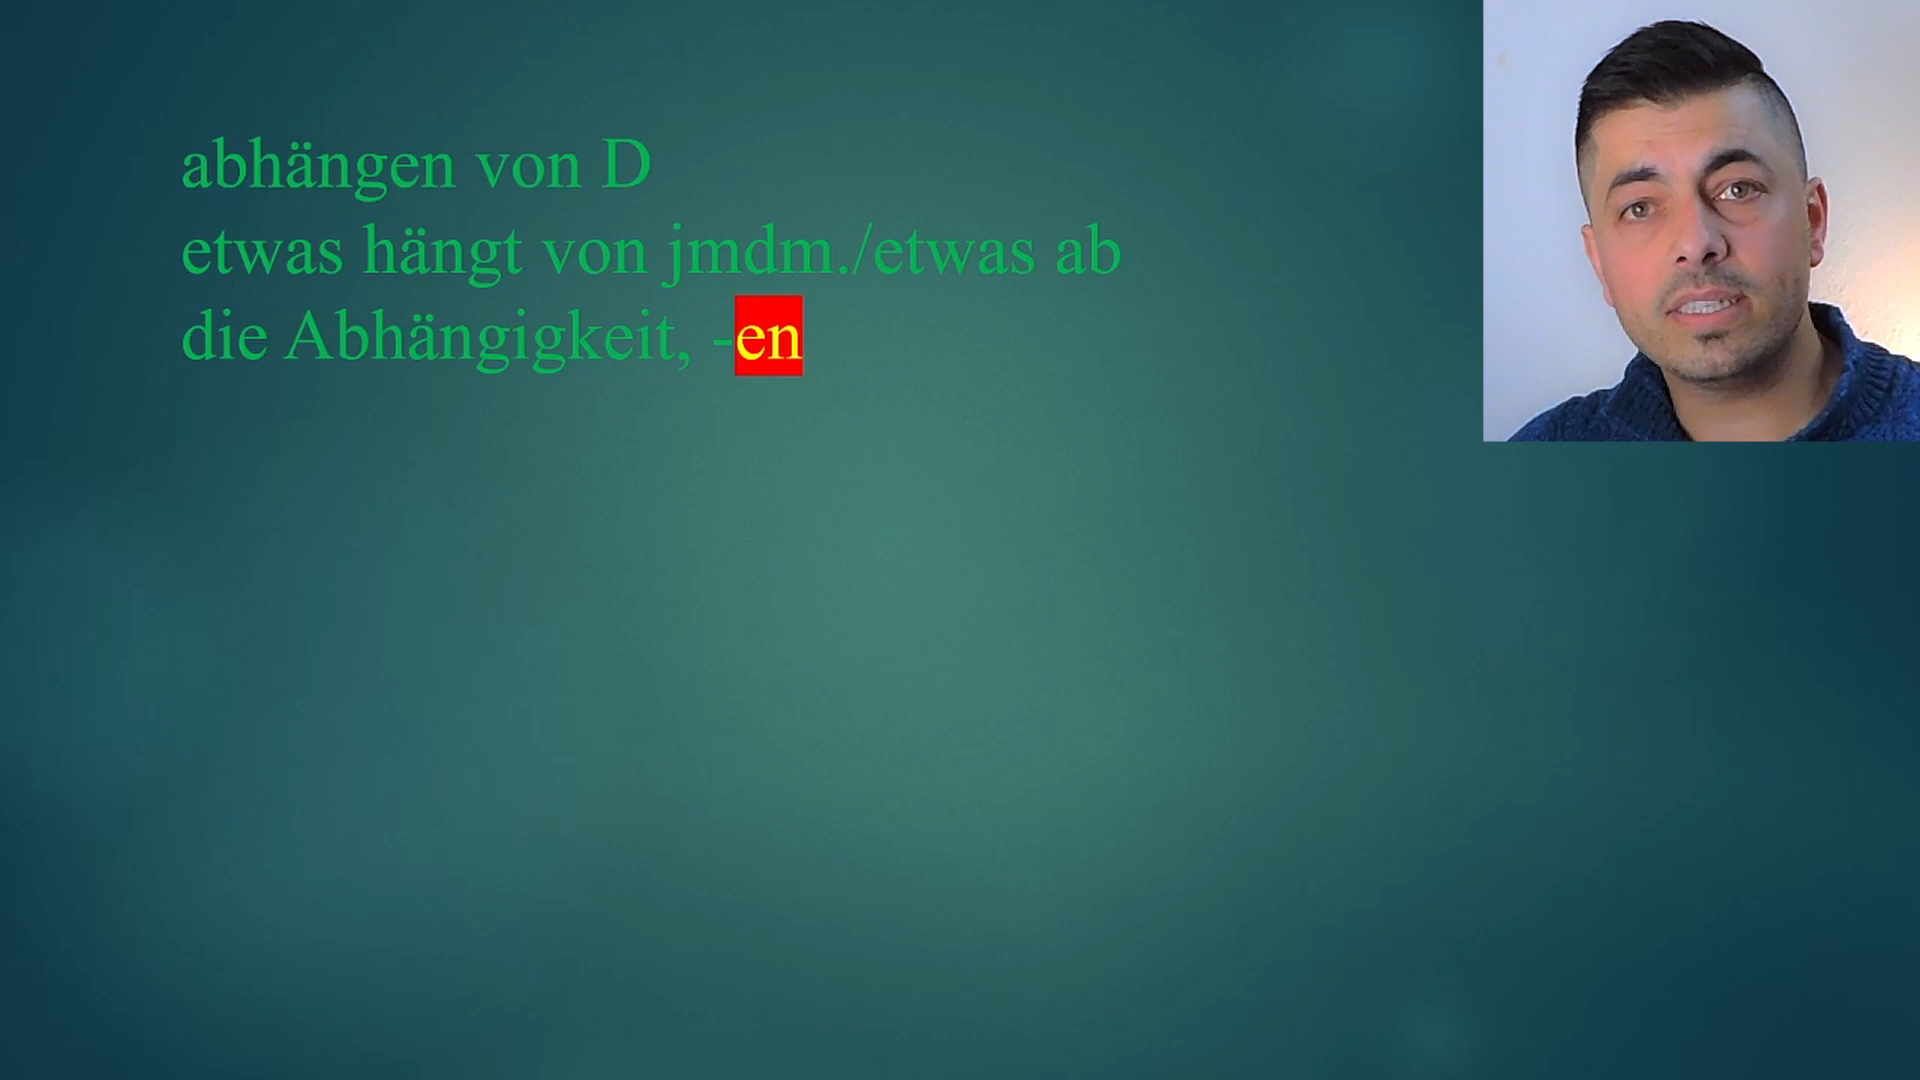 abhängen von D
etwas hängt von jmdm./etwas ab
die Abhängigkeit, -en